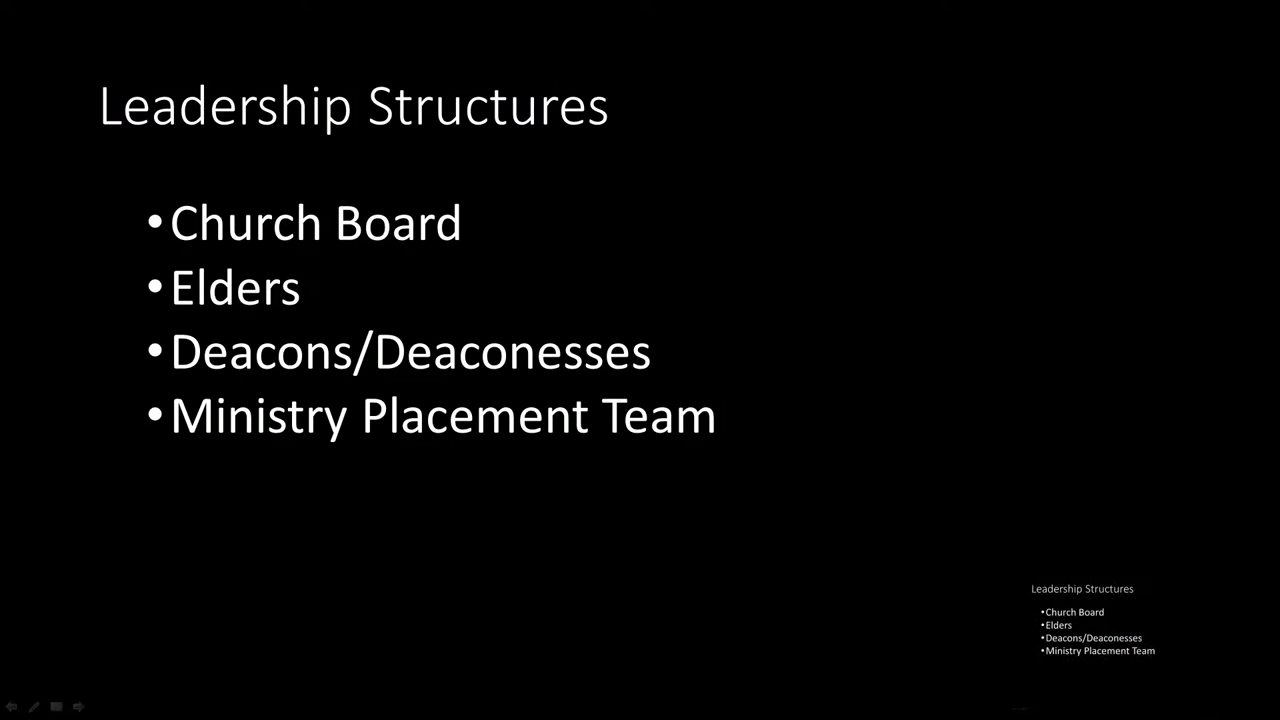 Leadership Structures
•Church Board
•Elders
•Deacons/Deaconesses
•Ministry Placement Team
Leadership Structures
•Church Board
•Elders
•Deacons/Deaconesses
•Ministry Placement Team